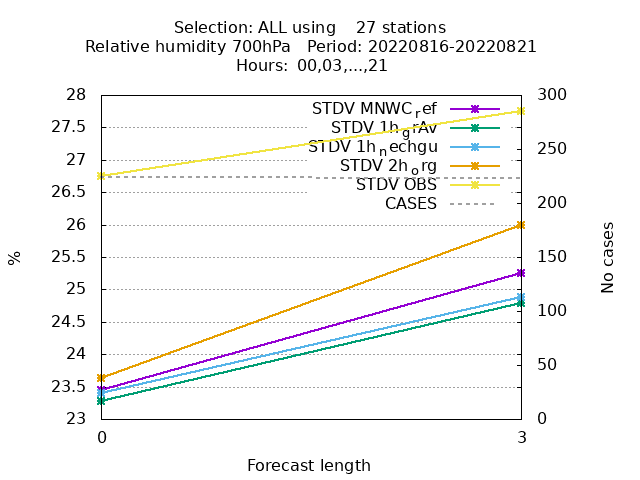 Selection: ALL using    27 stations
Relative humidity 700hPa   Period: 20220816-20220821
Hours: 00,03,...,21
28
27.5
27
26.5
26
25.5
25
24.5
24
23.5
23
300
250
200
150
100
50
0
STDV MNWC_ref
STDV 1h_grAv
STDV 1h_nechgu
STDV 2h_org
STDV OBS
CASES
%
No cases
0
3
Forecast length